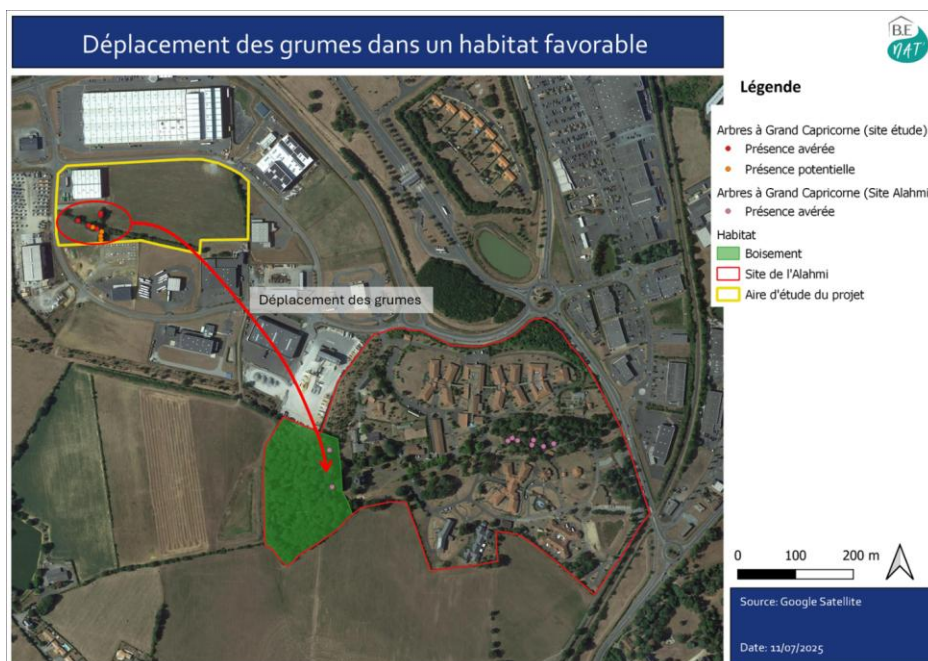 Déplacement des grumes dans un habitat favorable
B.E
NAT'
Légende
Arbres à Grand Capricorne (site étude)
Présence avérée
Présence potentielle
Arbres à Grand Capricorne (Site Alahmi)
Présence avérée
Habitat
Boisement
Site de l'Alahmi
Aire d'étude du projet
Déplacement des grumes
0 100 200 m
Source: Google Satellite
Date: 11/07/2025